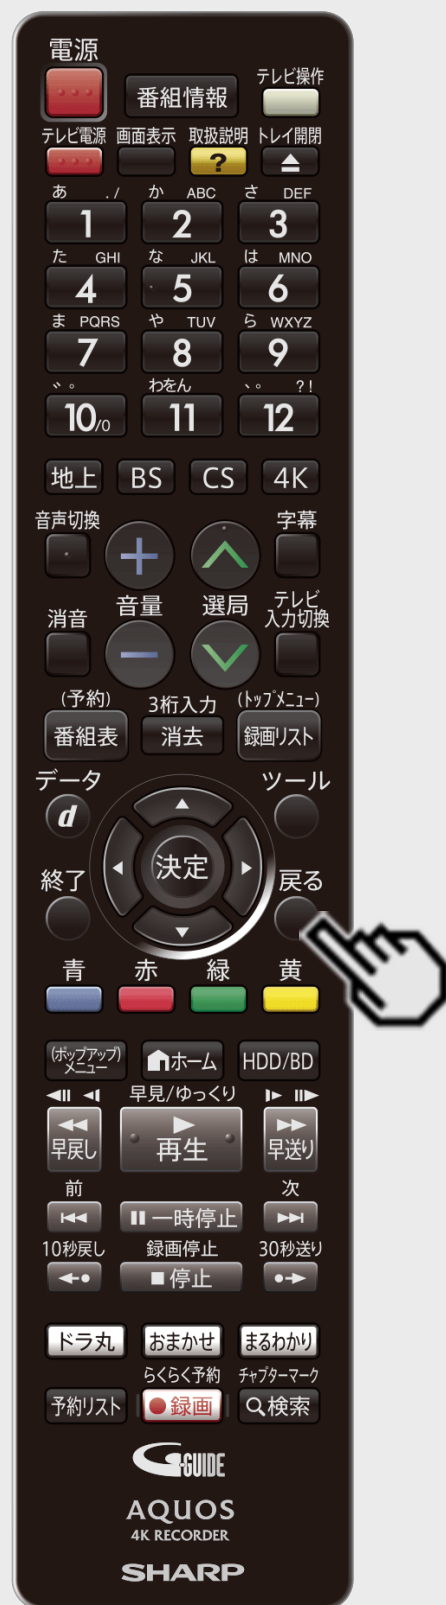 電源
番組情報 テレビ操作
テレビ電源 画面表示 取扱説明 トレイ開閉
?
あ ./ か ABC さ DEF
1 2 3
た GHI な JKL は MNO
4 5 6
ま PQRS や TUV ら WXYZ
7 8 9
゛゜ わをん 、。 ?!
10/0 11 12
地上 BS CS 4K
音声切換 字幕
+
消音 音量 選局 テレビ
入力切換
−
(予約) 3桁入力 (トップメニュー)
番組表 消去 録画リスト
データ ツール
d
終了 決定 戻る
青 赤 緑 黄
(ポップアップ)
メニュー ホーム HDD/BD
早見/ゆっくり
早戻し 再生 早送り
前 次
一時停止
10秒戻し 録画停止 30秒送り
停止
ドラ丸 おまかせ まるわかり
らくらく予約 チャプターマーク
予約リスト 録画 検索
G-GUIDE
AQUOS
4K RECORDER
SHARP